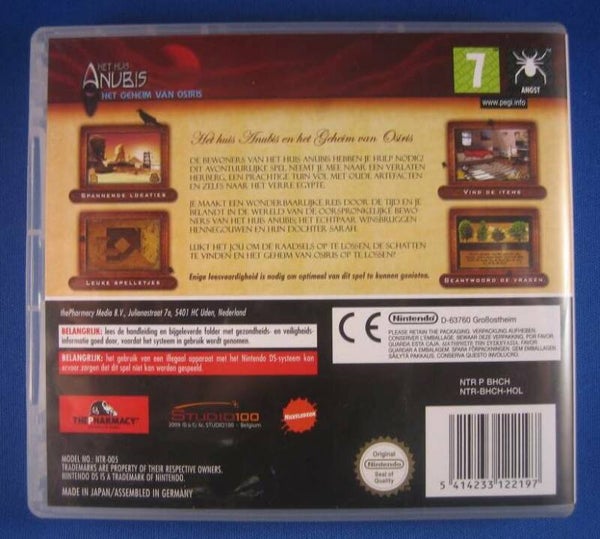 HET HUIS
ANUBIS
HET GEHEIM VAN OSIRIS
7
ANGST
www.pegi.info
Het huis Anubis en het Geheim van Osiris
DE BEWONERS VAN HET HUIS ANUBIS HEBBEN JE HULP NODIG!
DIT AVONTUURLIJKE SPEL NEEMT JE MEE NAAR EEN VERLATEN
HERBERG, EEN PRACHTIGE TUIN VOL MET OUDE ARTEFACTEN
EN ZELFS NAAR HET VERRE EGYPTE.
JE MAAKT EEN WONDERBAARLIJKE REIS DOOR DE TIJD EN JE
BELANDT IN DE WERELD VAN DE OORSPRONKELIJKE BEWO-
NERS VAN HET HUIS ANUBIS; HET ECHTPAAR WINSBRUGGEN
HENNEGOUWEN EN HUN DOCHTER SARAH.
LUKT HET JOU OM DE RAADSELS OP TE LOSSEN, DE SCHATTEN
TE VINDEN EN HET GEHEIM VAN OSIRIS OP TE LOSSEN?
Enige leesvaardigheid is nodig om optimaal van dit spel te kunnen genieten.
SPANNENDE LOCATIES
VIND DE ITEMS
LEUKE SPELLETJES
BEANTWOORD DE VRAGEN
thePharmacy Media B.V., Julianastraat 7a, 5401 HC Uden, Nederland
BELANGRIJK: lees de handleiding en bijgeleverde folder met gezondheids- en veiligheids-
informatie goed door, voordat het systeem in gebruik wordt genomen.
BELANGRIJK: het gebruik van een illegaal apparaat met het Nintendo DS-systeem kan
ervoor zorgen dat dit spel niet kan worden gespeeld.
CE
Nintendo D-63760 Großostheim
PLEASE RETAIN THE PACKAGING. VERPACKUNG AUFHEBEN.
CONSERVER L'EMBALLAGE. BEWAAR DEZE VERPAKKING. POR FAVOR
GUARDA ESTA CAJA. ΔΙΑΤΗΡΗΣΤΕ ΤΗΝ ΣΥΣΚΕΥΑΣΙΑ. FAVOR
GUARDAR A EMBALAGEM. SPARA FÖRPACKNINGEN. GEM EMBALLAGEN
SÄILYTÄ PAKKAUS. CONSERVA QUESTO INVOLUCRO.
NTR P BHCH
NTR-BHCH-HOL
THEPHARMACY
STUDIO100
2009 ® & © Nr. STUDIO100 - Belgium
NICKELODEON
Original
Nintendo
Seal of
Quality
MODEL NO.: NTR-005
TRADEMARKS ARE PROPERTY OF THEIR RESPECTIVE OWNERS.
NINTENDO DS IS A TRADEMARK OF NINTENDO.
MADE IN JAPAN/ASSEMBLED IN GERMANY
5 414233 122197